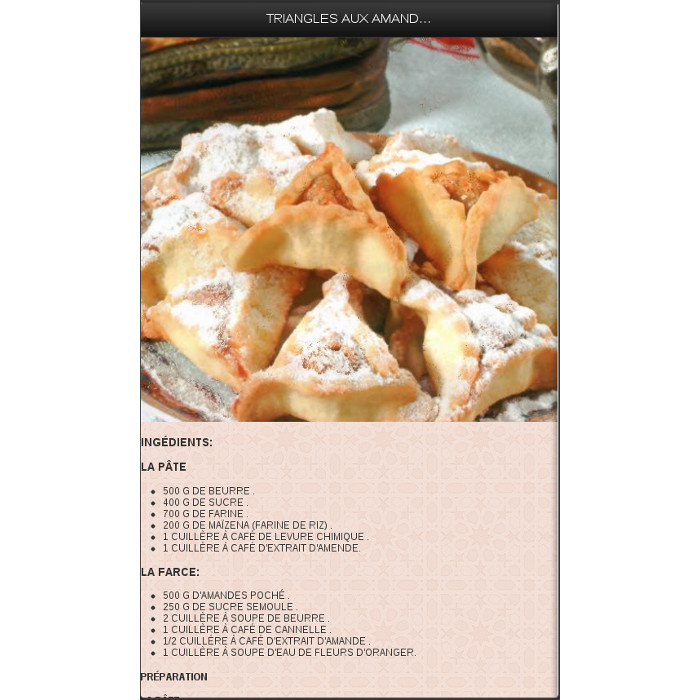 TRIANGLES AUX AMAND...
INGÉDIENTS:
LA PÂTE
• 500 G DE BEURRE .
• 400 G DE SUCRE .
• 700 G DE FARINE .
• 200 G DE MAÏZENA (FARINE DE RIZ) .
• 1 CUILLÈRE À CAFÉ DE LEVURE CHIMIQUE .
• 1 CUILLÈRE À CAFÉ D'EXTRAIT D'AMENDE.
LA FARCE:
• 500 G D'AMANDES POCHÉ .
• 250 G DE SUCRE SEMOULE .
• 2 CUILLÈRE À SOUPE DE BEURRE .
• 1 CUILLÈRE À CAFÉ DE CANNELLE .
• 1/2 CUILLÈRE À CAFÉ D'EXTRAIT D'AMANDE .
• 1 CUILLÈRE À SOUPE D'EAU DE FLEURS D'ORANGER.
PRÉPARATION